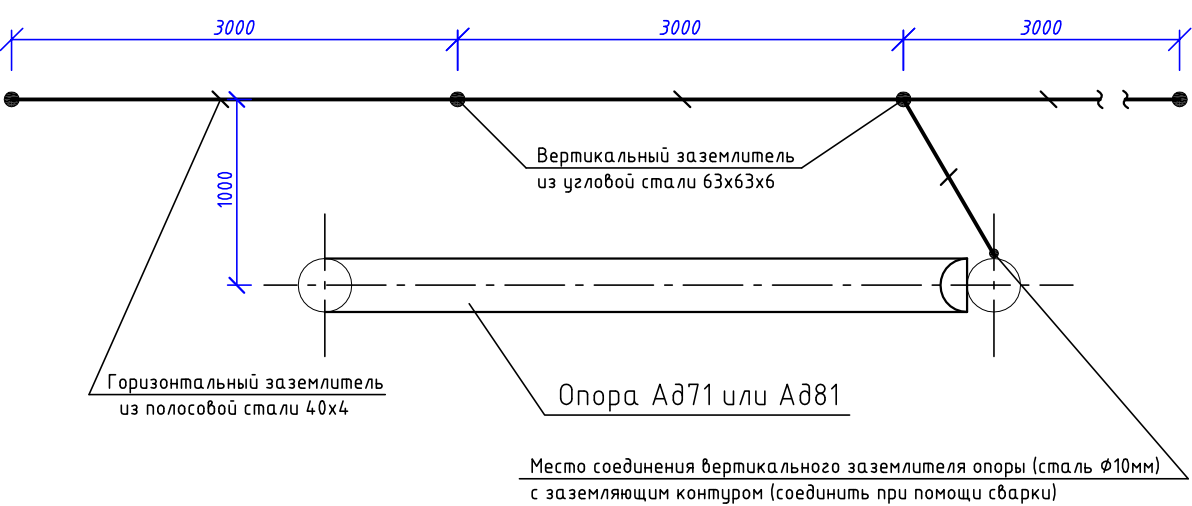 3000
3000
3000
1000
Вертикальный заземлитель
из угловой стали 63х63х6
Горизонтальный заземлитель
из полосовой стали 40х4
Опора Ад71 или Ад81
Место соединения вертикального заземлителя опоры (сталь Ф10мм)
с заземляющим контуром (соединить при помощи сварки)